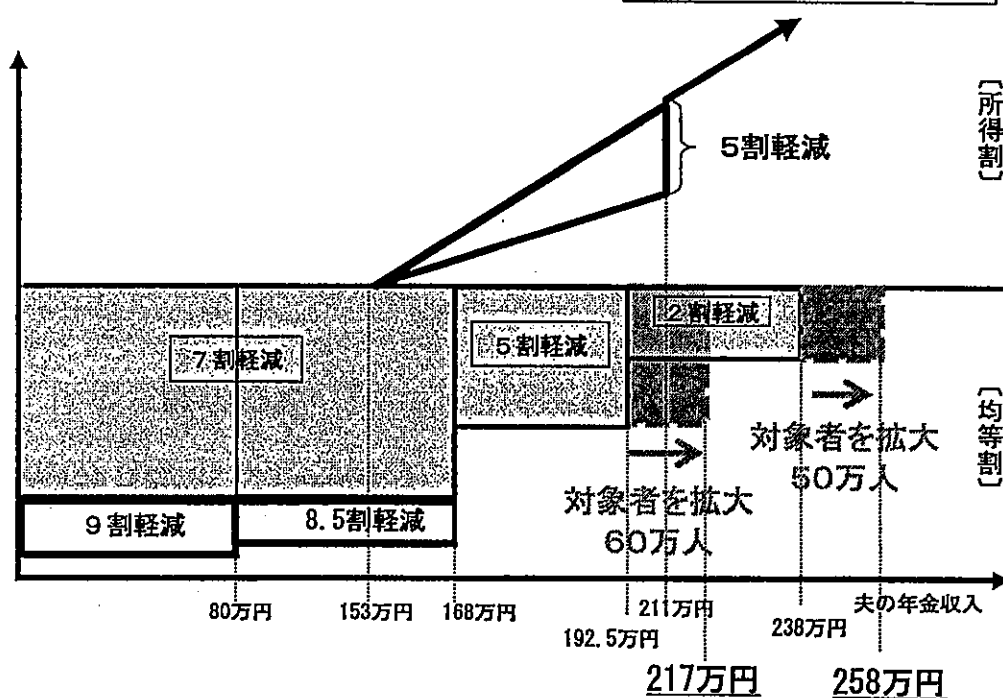 5割軽減
〔所得割〕
7割軽減
5割軽減
2割軽減
9割軽減
8.5割軽減
対象者を拡大
60万人
対象者を拡大
50万人
〔均等割〕
80万円
153万円
168万円
192.5万円
211万円
217万円
238万円
258万円
夫の年金収入